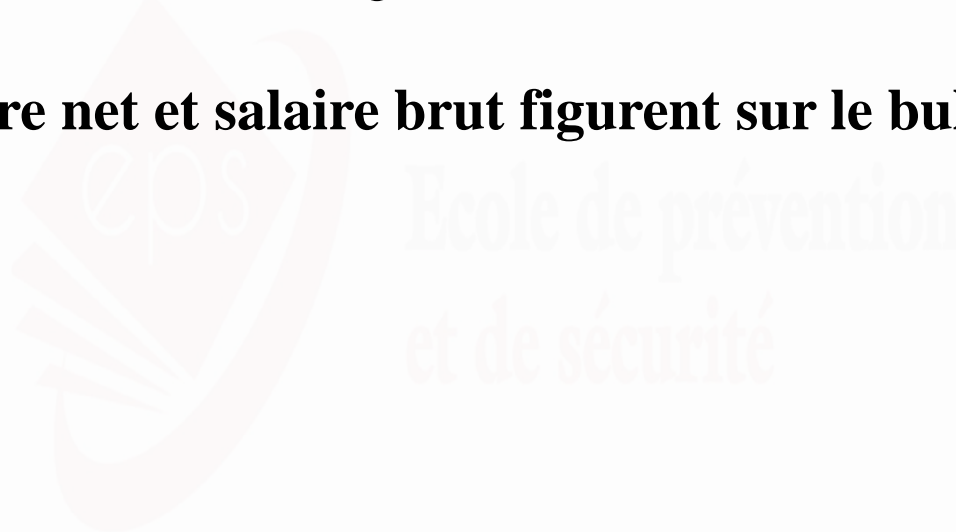 re net et salaire brut figurent sur le bul
eps
Ecole de prévention
et de sécurité